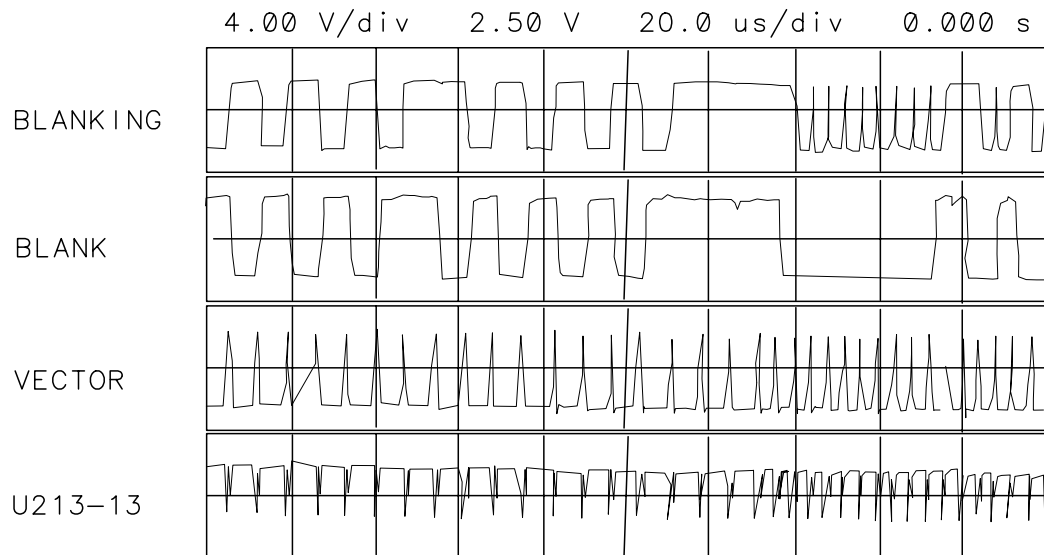 4.00 V/div 2.50 V 20.0 us/div 0.000 s
BLANKING
BLANK
VECTOR
U213-13